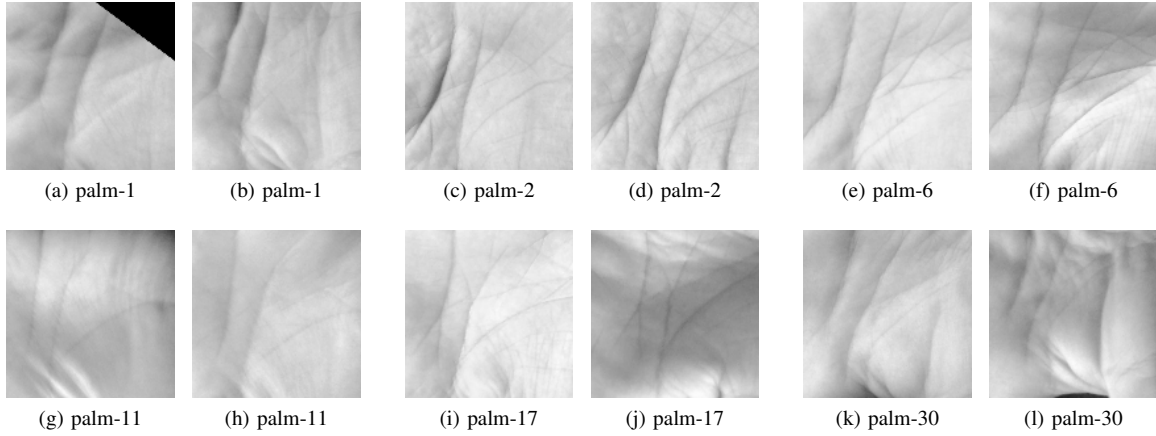 (a) palm-1 (b) palm-1 (c) palm-2 (d) palm-2 (e) palm-6 (f) palm-6
(g) palm-11 (h) palm-11 (i) palm-17 (j) palm-17 (k) palm-30 (l) palm-30